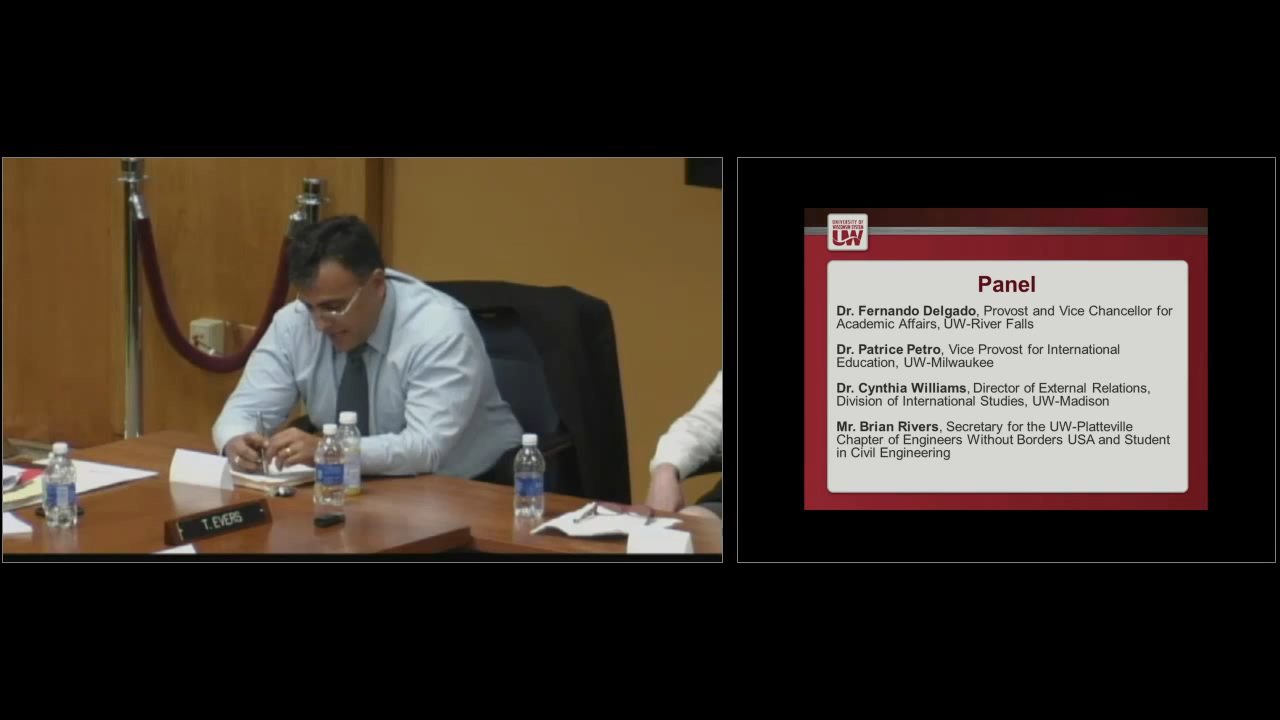 T. EVERS
UNIVERSITY OF
WISCONSIN SYSTEM
UW
Panel
Dr. Fernando Delgado, Provost and Vice Chancellor for
Academic Affairs, UW-River Falls
Dr. Patrice Petro, Vice Provost for International
Education, UW-Milwaukee
Dr. Cynthia Williams, Director of External Relations,
Division of International Studies, UW-Madison
Mr. Brian Rivers, Secretary for the UW-Platteville
Chapter of Engineers Without Borders USA and Student
in Civil Engineering